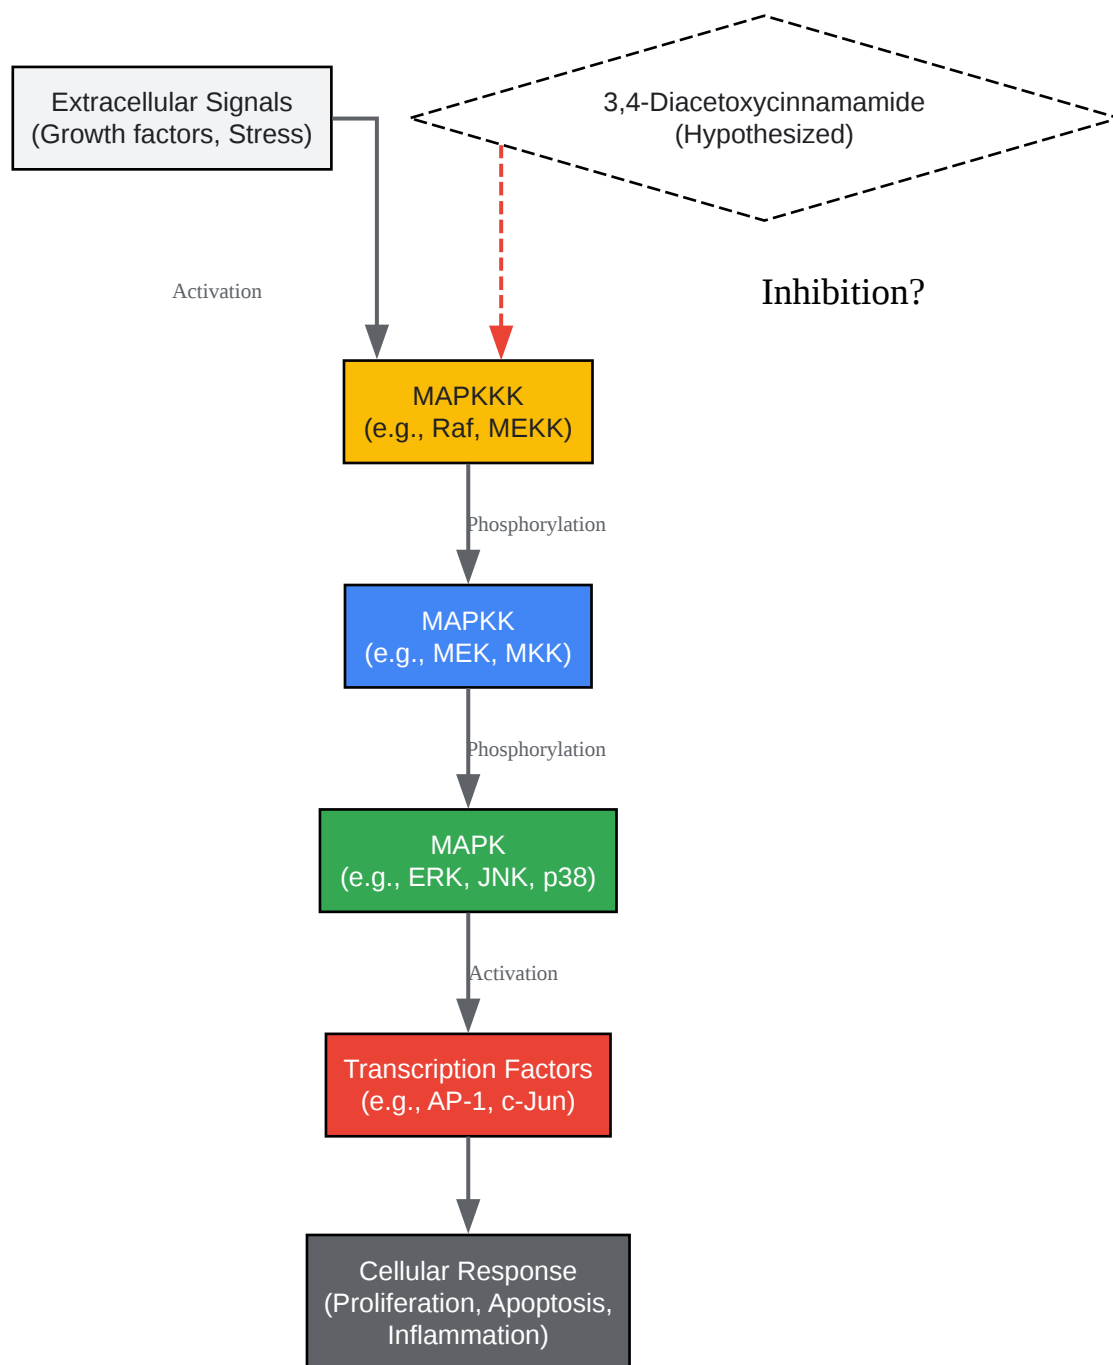 Extracellular Signals
(Growth factors, Stress)
3,4-Diacetoxycinnamamide
(Hypothesized)
Activation
Inhibition?
MAPKKK
(e.g., Raf, MEKK)
Phosphorylation
MAPKK
(e.g., MEK, MKK)
Phosphorylation
MAPK
(e.g., ERK, JNK, p38)
Activation
Transcription Factors
(e.g., AP-1, c-Jun)
Cellular Response
(Proliferation, Apoptosis,
Inflammation)